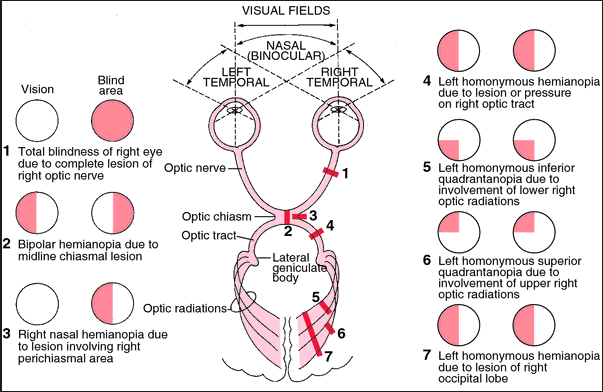 VISUAL FIELDS
NASAL
(BINOCULAR)
LEFT
TEMPORAL
RIGHT
TEMPORAL
Vision
Blind
area
1 Total blindness of right eye
due to complete lesion of
right optic nerve
2 Bipolar hemianopia due to
midline chiasmal lesion
3 Right nasal hemianopia due
to lesion involving right
perichiasmal area
Optic nerve
Optic chiasm
Optic tract
Lateral
geniculate
body
Optic radiations
1
2
3
4
5
6
7
4 Left homonymous hemianopia
due to lesion or pressure
on right optic tract
5 Left homonymous inferior
quadrantanopia due to
involvement of lower right
optic radiations
6 Left homonymous superior
quadrantanopia due to
involvement of upper right
optic radiations
7 Left homonymous hemianopia
due to lesion of right
occipital lobe